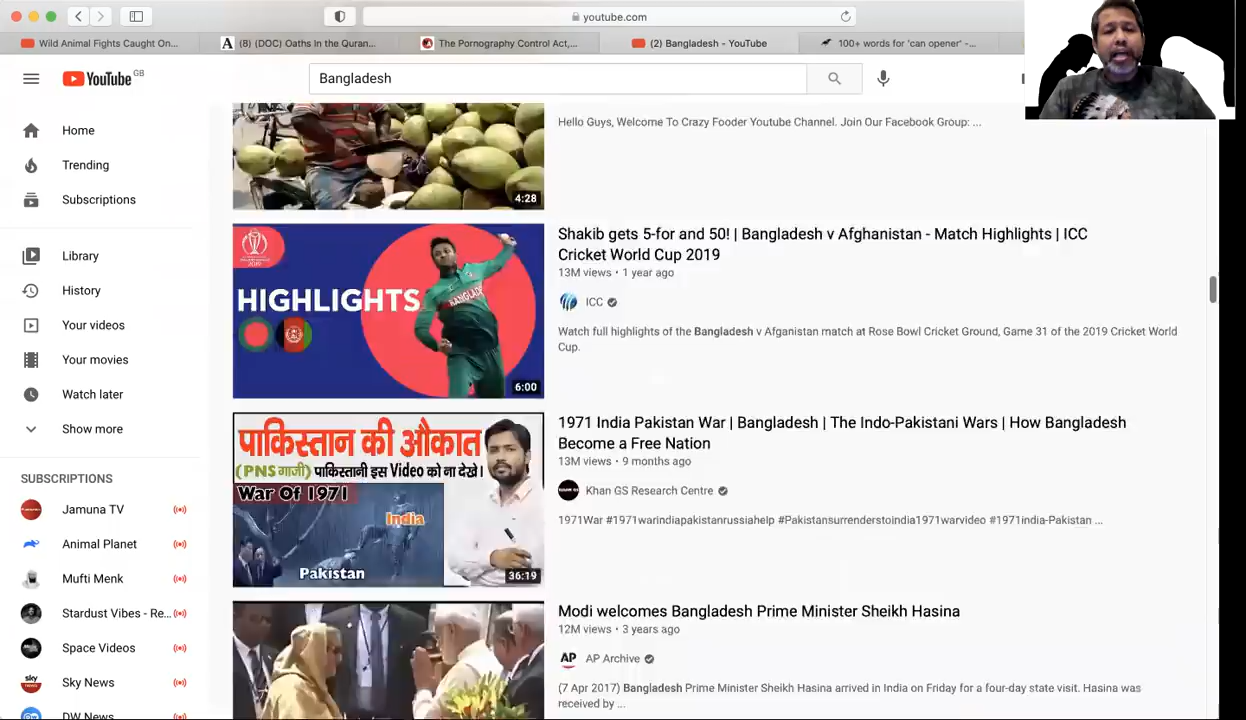 youtube.com
Wild Animal Fights Caught On...
A (8) (DOC) Oaths In the Quran...
The Pornography Control Act,...
(2) Bangladesh - YouTube
100+ words for 'can opener' -...
YouTube GB
Bangladesh
Home
Trending
Subscriptions
Library
History
Your videos
Your movies
Watch later
Show more
SUBSCRIPTIONS
Jamuna TV
Animal Planet
Mufti Menk
Stardust Vibes - Re...
Space Videos
sky
Sky News
DW News
Hello Guys, Welcome To Crazy Fooder Youtube Channel. Join Our Facebook Group: ...
4:28
HIGHLIGHTS
BANGLADE
6:00
Shakib gets 5-for and 50! | Bangladesh v Afghanistan - Match Highlights | ICC
Cricket World Cup 2019
13M views • 1 year ago
ICC
Watch full highlights of the Bangladesh v Afganistan match at Rose Bowl Cricket Ground, Game 31 of the 2019 Cricket World
Cup.
पाकिस्तान की औकात
(PNS गाजी) पाकिस्तानी इस Video को ना देखे।
War Of 1971
India
Pakistan
36:19
1971 India Pakistan War | Bangladesh | The Indo-Pakistani Wars | How Bangladesh
Become a Free Nation
13M views • 9 months ago
Khan GS Research Centre
#1971War #1971warindiapakistanrussiahelp #Pakistansurrenderstoindia1971warvideo #1971india-Pakistan ...
Modi welcomes Bangladesh Prime Minister Sheikh Hasina
12M views • 3 years ago
AP
AP Archive
(7 Apr 2017) Bangladesh Prime Minister Sheikh Hasina arrived in India on Friday for a four-day state visit. Hasina was
received by ...